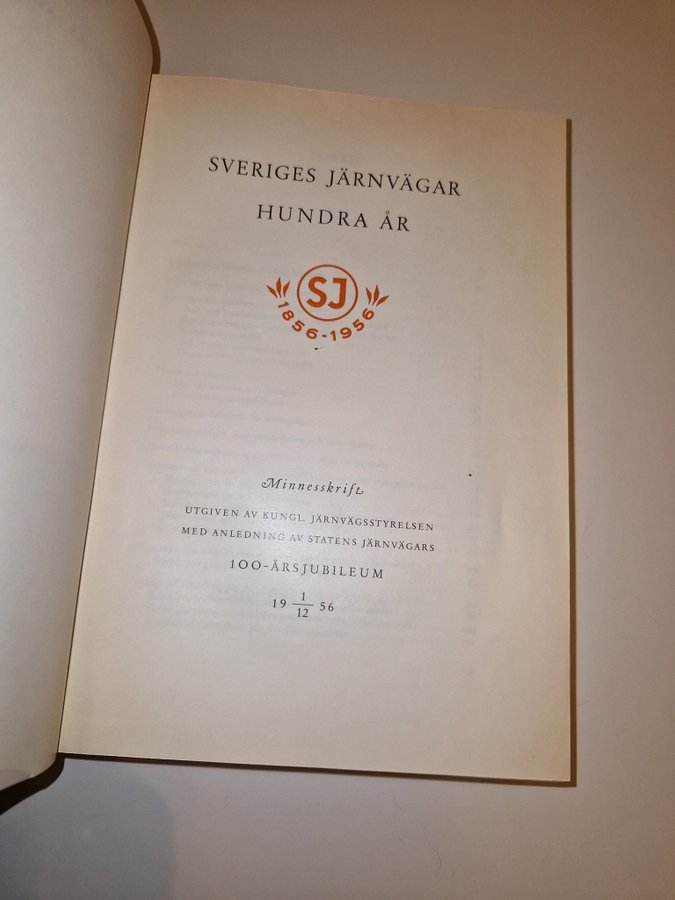 SVERIGES JÄRNVÄGAR
HUNDRA ÅR
SJ
1856-1956
Minnesskrift
UTGIVEN AV KUNGL. JÄRNVÄGSSTYRELSEN
MED ANLEDNING AV STATENS JÄRNVÄGARS
100-ÅRSJUBILEUM
19 1/12 56